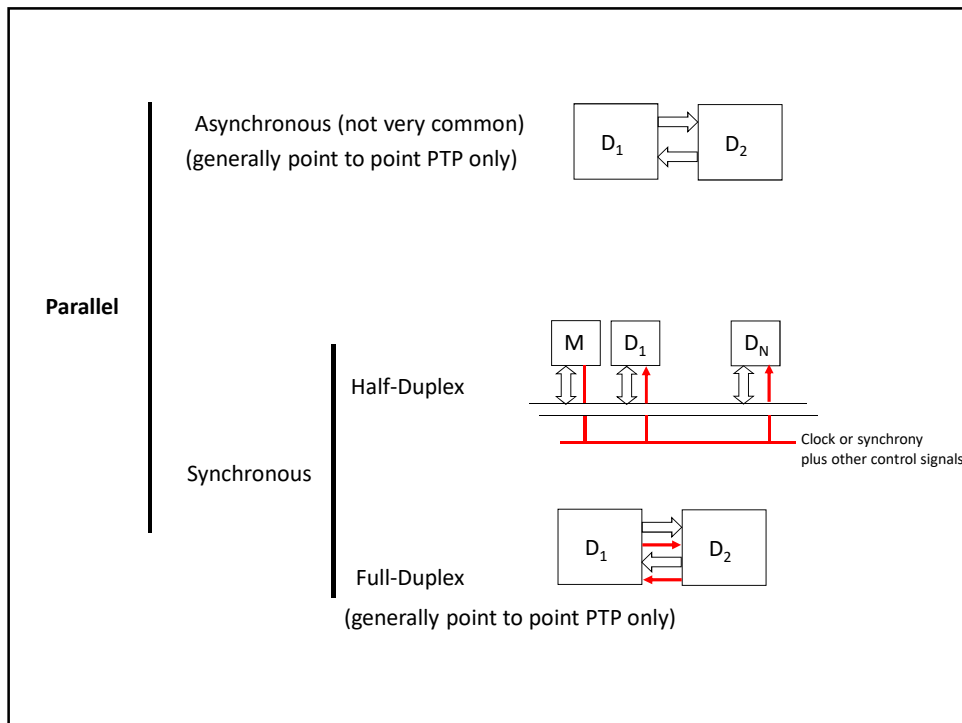 Asynchronous (not very common)
(generally point to point PTP only)
D₁
D₂
Parallel
M
D₁
D_N
Half-Duplex
Clock or synchrony
plus other control signals
Synchronous
D₁
D₂
Full-Duplex
(generally point to point PTP only)